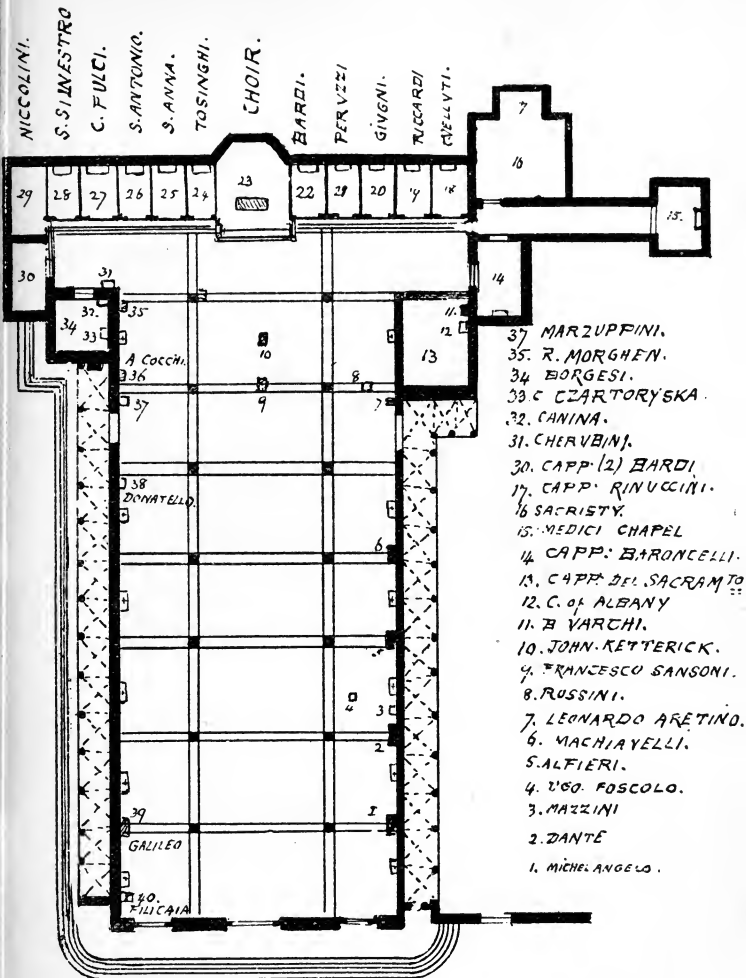 NICCOLINI.
S. SILVESTRO
C. FULCI.
S. ANTONIO.
S. ANNA.
TOSINGHI.
CHOIR.
BARDI.
PERUZZI
GIUGNI.
RICCARDI
VELLUTI.
7
16
15.
29
28
27
26
25
24
23
22
21
20
19
18
30
31
14
32.
34
33
35
11.
12
13
A COCCHI.
36
10
9
8
7
37
38
DONATELLO.
6
5
4
3
2
39
GALILEO
I
40.
FILICAIA
37 MARZUPPINI.
35. R. MORGHEN.
34 BORGESI.
33. C CZARTORYSKA.
32. CANINA.
31. CHERUBINI.
30. CAPP. (2) BARDI
17. CAPP. RINUCCINI.
16 SACRISTY.
15. MEDICI CHAPEL
14 CAPP: BARONCELLI.
13. CAPP. DEL SACRAMTO
12. C. of ALBANY
11. B VARCHI.
10. JOHN. KETTERICK.
9. FRANCESCO SANSONI.
8. ROSSINI.
7. LEONARDO ARETINO.
6. MACHIAVELLI.
5. ALFIERI.
4. UGO. FOSCOLO.
3. MAZZINI
2. DANTE
1. MICHELANGELO.